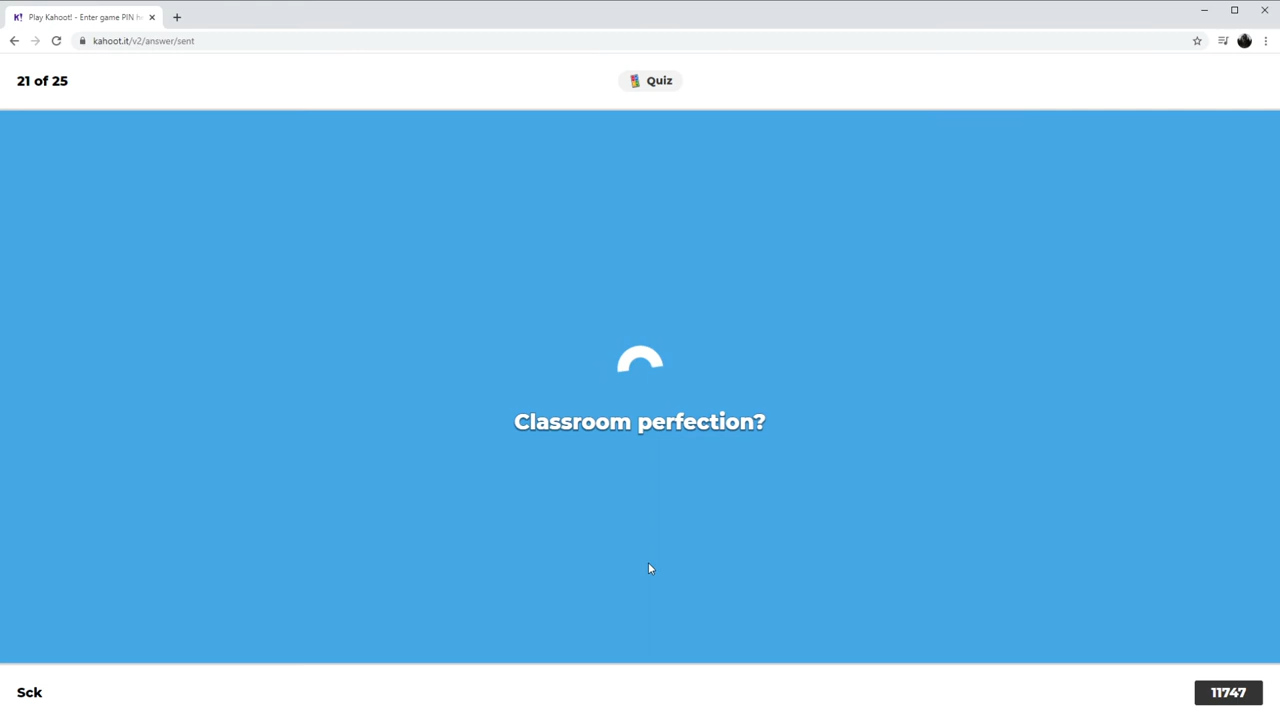 K! Play Kahoot! - Enter game PIN h
kahoot.it/v2/answer/sent
21 of 25
Quiz
Classroom perfection?
Sck
11747